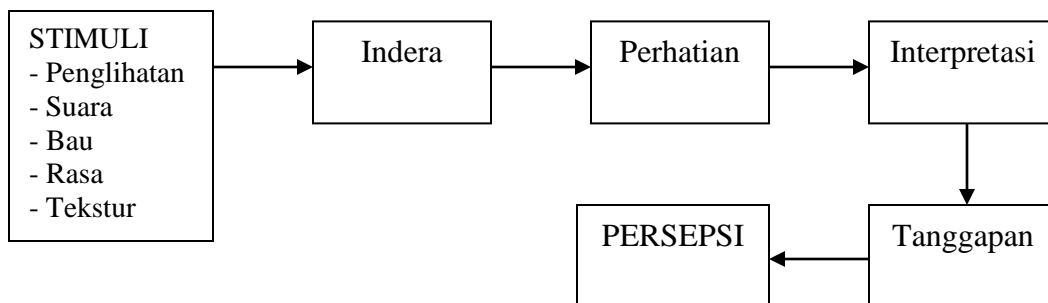 STIMULI
- Penglihatan
- Suara
- Bau
- Rasa
- Tekstur
Indera
Perhatian
Interpretasi
Tanggapan
PERSEPSI